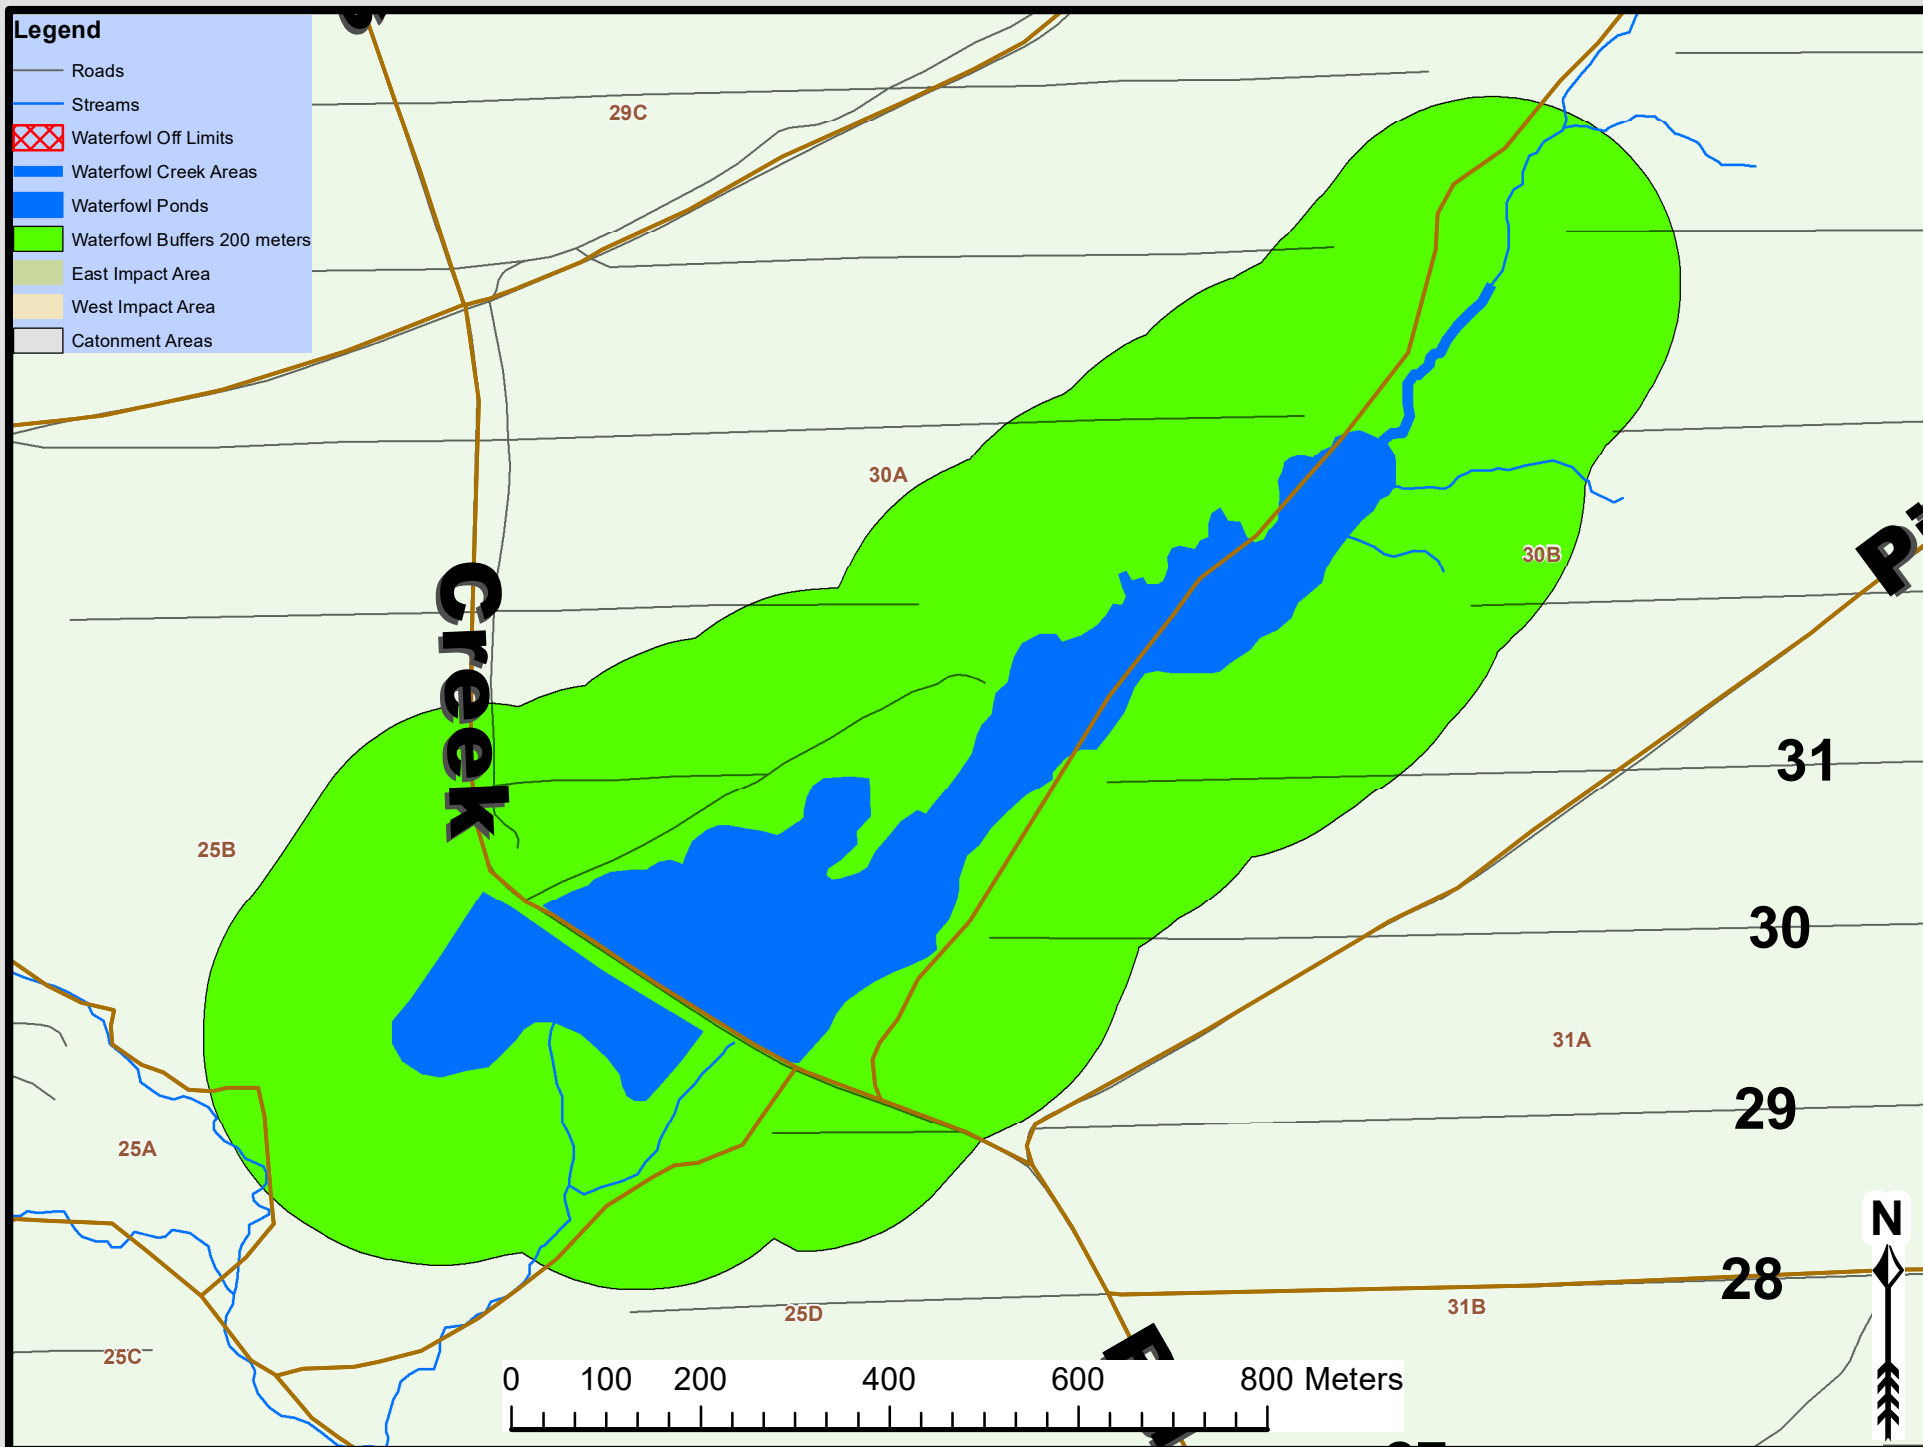 Legend
Roads
Streams
Waterfowl Off Limits
Waterfowl Creek Areas
Waterfowl Ponds
Waterfowl Buffers 200 meters
East Impact Area
West Impact Area
Catonment Areas
29C
30A
30B
Creek
31
25B
30
31A
29
25A
N
28
31B
25D
25C
0 100 200 400 600 800 Meters